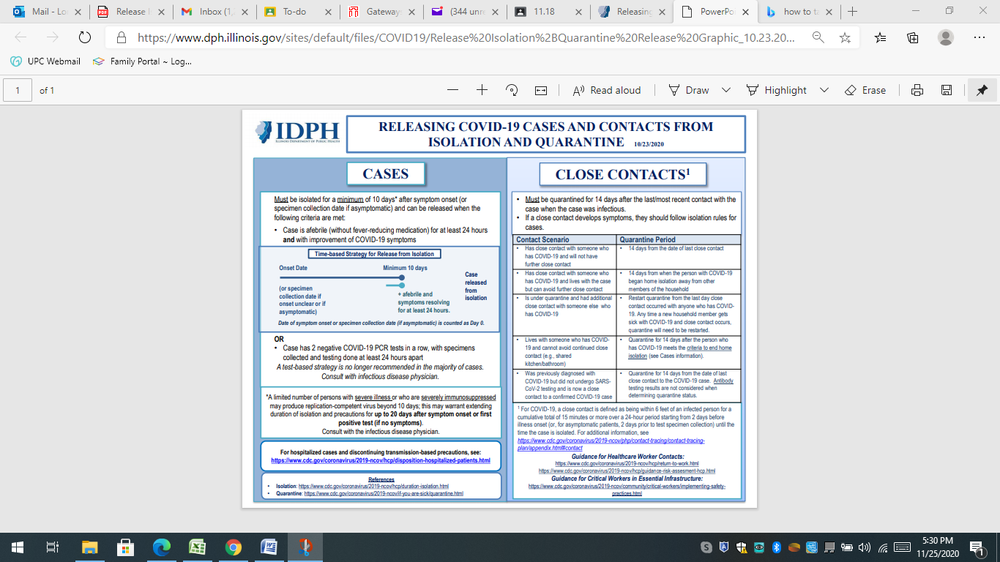 Mail - Lo
Release I
Inbox (1,
To-do
Gateway
(344 unre
11.18
Releasing
PowerPo
how to ta
https://www.dph.illinois.gov/sites/default/files/COVID19/Release%20Isolation%2BQuarantine%20Release%20Graphic_10.23.20...
UPC Webmail
Family Portal ~ Log...
1 of 1
Read aloud
Draw
Highlight
Erase
IDPH
ILLINOIS DEPARTMENT OF PUBLIC HEALTH
RELEASING COVID-19 CASES AND CONTACTS FROM
ISOLATION AND QUARANTINE 10/23/2020
CASES
Must be isolated for a minimum of 10 days* after symptom onset (or
specimen collection date if asymptomatic) and can be released when the
following criteria are met:
• Case is afebrile (without fever-reducing medication) for at least 24 hours
and with improvement of COVID-19 symptoms
Time-based Strategy for Release from Isolation
Onset Date
Minimum 10 days
(or specimen
collection date if
onset unclear or if
asymptomatic)
+ afebrile and
symptoms resolving
for at least 24 hours.
Case
released
from
isolation
Date of symptom onset or specimen collection date (if asymptomatic) is counted as Day 0.
OR
• Case has 2 negative COVID-19 PCR tests in a row, with specimens
collected and testing done at least 24 hours apart
A test-based strategy is no longer recommended in the majority of cases.
Consult with infectious disease physician.
*A limited number of persons with severe illness or who are severely immunosuppressed
may produce replication-competent virus beyond 10 days; this may warrant extending
duration of isolation and precautions for up to 20 days after symptom onset or first
positive test (if no symptoms).
Consult with the infectious disease physician.
For hospitalized cases and discontinuing transmission-based precautions, see:
https://www.cdc.gov/coronavirus/2019-ncov/hcp/disposition-hospitalized-patients.html
References
• Isolation: https://www.cdc.gov/coronavirus/2019-ncov/hcp/duration-isolation.html
• Quarantine: https://www.cdc.gov/coronavirus/2019-ncov/if-you-are-sick/quarantine.html
CLOSE CONTACTS¹
• Must be quarantined for 14 days after the last/most recent contact with the
case when the case was infectious.
• If a close contact develops symptoms, they should follow isolation rules for
cases.
Contact Scenario
Quarantine Period
• Has close contact with someone who
has COVID-19 and will not have
further close contact
• 14 days from the date of last close contact
• Has close contact with someone who
has COVID-19 and lives with the case
but can avoid further close contact
• 14 days from when the person with COVID-19
began home isolation away from other
members of the household
• Is under quarantine and had additional
close contact with someone else who
has COVID-19
• Restart quarantine from the last day close
contact occurred with anyone who has COVID-
19. Any time a new household member gets
sick with COVID-19 and close contact occurs,
quarantine will need to be restarted.
• Lives with someone who has COVID-
19 and cannot avoid continued close
contact (e.g., shared
kitchen/bathroom)
• Quarantine for 14 days after the person who
has COVID-19 meets the criteria to end home
isolation (see Cases information).
• Was previously diagnosed with
COVID-19 but did not undergo SARS-
CoV-2 testing and is now a close
contact to a confirmed COVID-19 case
• Quarantine for 14 days from the date of last
close contact to the COVID-19 case. Antibody
testing results are not considered when
determining quarantine status.
¹ For COVID-19, a close contact is defined as being within 6 feet of an infected person for a
cumulative total of 15 minutes or more over a 24-hour period starting from 2 days before
illness onset (or, for asymptomatic patients, 2 days prior to test specimen collection) until the
time the case is isolated. For additional information, see
https://www.cdc.gov/coronavirus/2019-ncov/php/contact-tracing/contact-tracing-
plan/appendix.html#contact
Guidance for Healthcare Worker Contacts:
https://www.cdc.gov/coronavirus/2019-ncov/hcp/return-to-work.html
https://www.cdc.gov/coronavirus/2019-ncov/hcp/guidance-risk-assesment-hcp.html
Guidance for Critical Workers in Essential Infrastructure:
https://www.cdc.gov/coronavirus/2019-ncov/community/critical-workers/implementing-safety-
practices.html
5:30 PM
11/25/2020
1